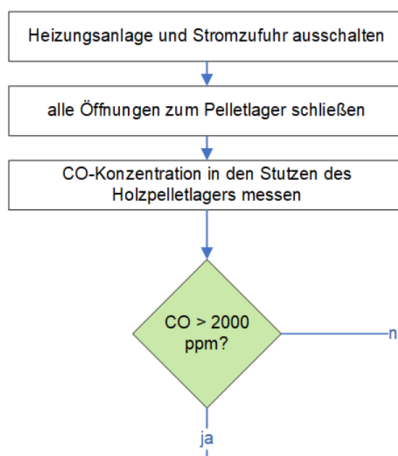 Heizungsanlage und Stromzufuhr ausschalten
alle Öffnungen zum Pelletlager schließen
CO-Konzentration in den Stutzen des
Holzpelletlagers messen
CO > 2000
ppm?
ja